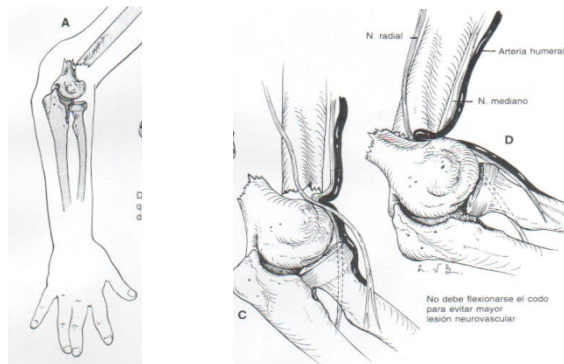 A
D
q
d
N. radial
Arteria humeral
N. mediano
D
C
No debe flexionarse el codo
para evitar mayor
lesión neurovascular